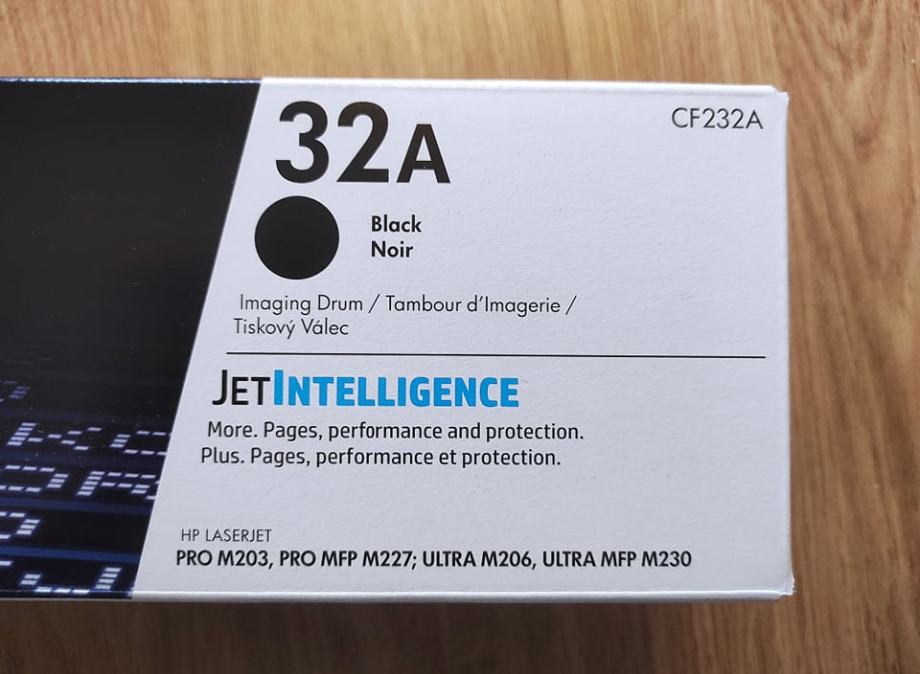 32A
CF232A
Black
Noir
Imaging Drum / Tambour d'Imagerie /
Tiskový Válec
JETINTELLIGENCE
More. Pages, performance and protection.
Plus. Pages, performance et protection.
HP LASERJET
PRO M203, PRO MFP M227; ULTRA M206, ULTRA MFP M230